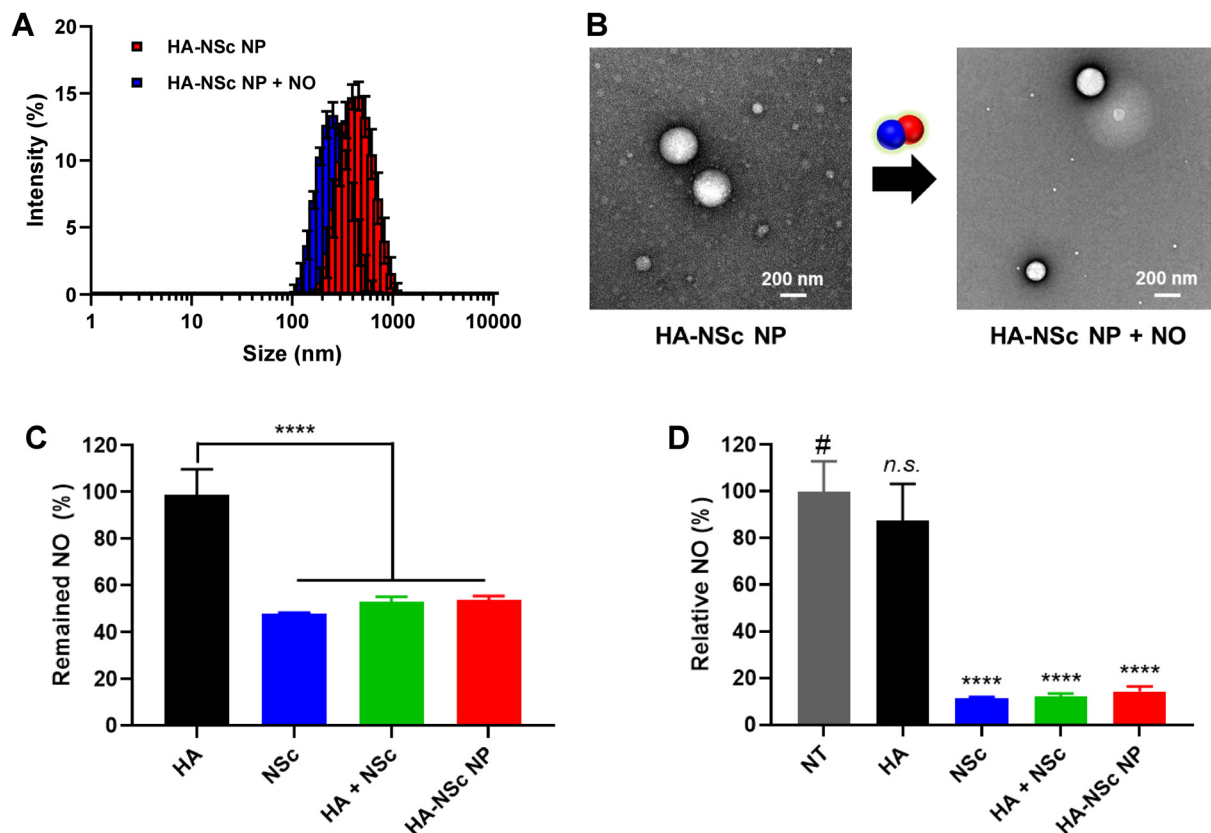 A
Intensity (%)
20
15
10
5
0
HA-NSc NP
HA-NSc NP + NO
1
10
100
1000
10000
Size (nm)
B
200 nm
200 nm
HA-NSc NP
HA-NSc NP + NO
C
Remained NO (%)
120
100
80
60
40
20
0
****
HA
NSc
HA + NSc
HA-NSc NP
D
Relative NO (%)
120
100
80
60
40
20
0
#
n.s.
****
****
****
NT
HA
NSc
HA + NSc
HA-NSc NP